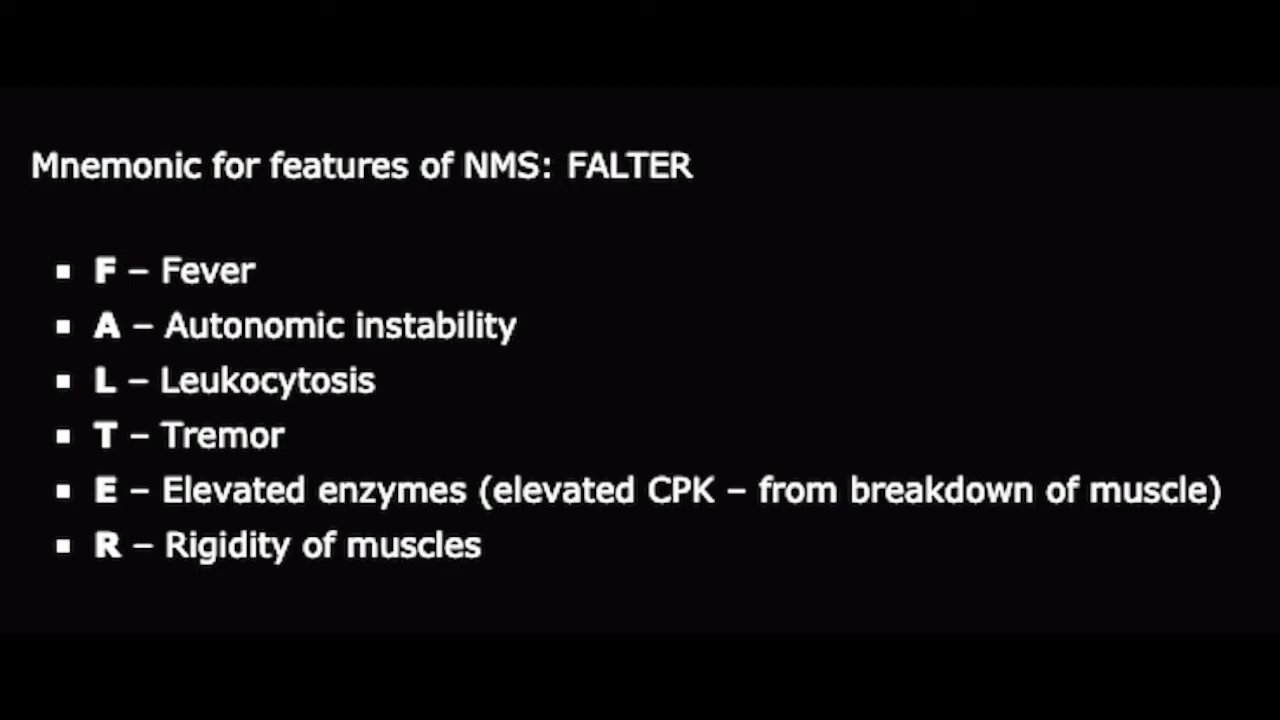 Mnemonic for features of NMS: FALTER
▪ F – Fever
▪ A – Autonomic instability
▪ L – Leukocytosis
▪ T – Tremor
▪ E – Elevated enzymes (elevated CPK – from breakdown of muscle)
▪ R – Rigidity of muscles